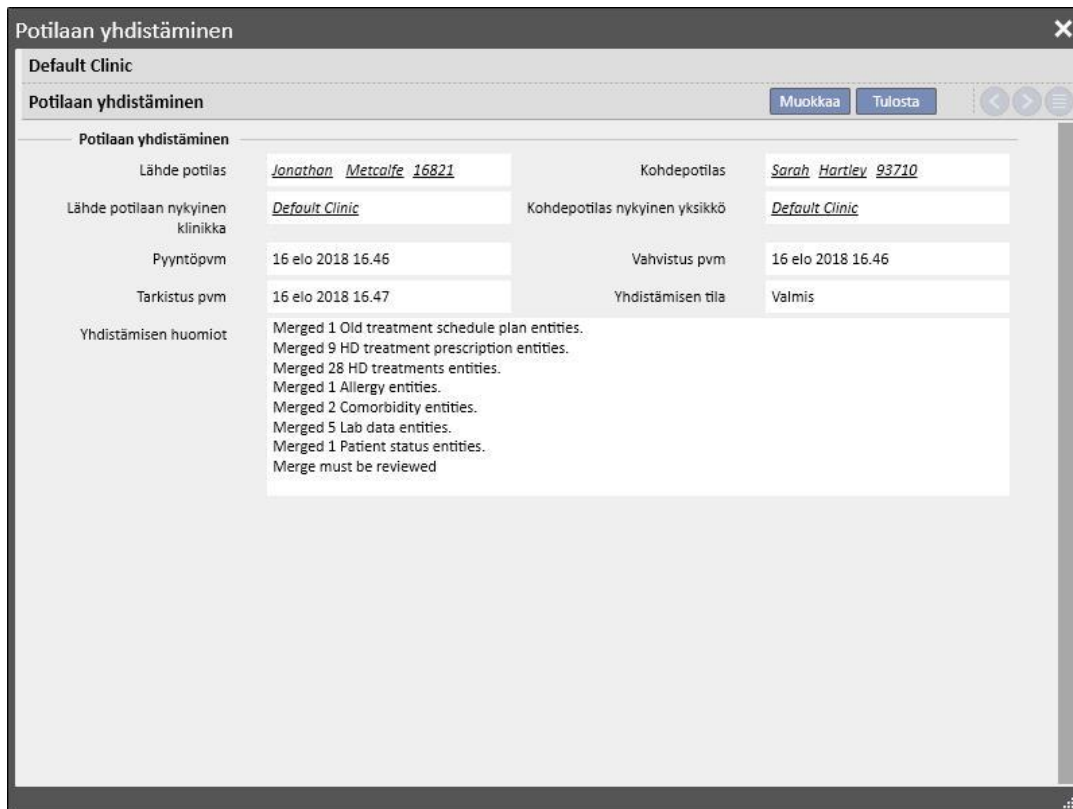 Potilaan yhdistäminen
Default Clinic
Potilaan yhdistäminen
Muokkaa
Tulosta
Potilaan yhdistäminen
Lähde potilas
Jonathan Metcalfe 16821
Kohdepotilas
Sarah Hartley 93710
Lähde potilaan nykyinen
klinikka
Default Clinic
Kohdepotilas nykyinen yksikkö
Default Clinic
Pyyntöpvm
16 elo 2018 16.46
Vahvistus pvm
16 elo 2018 16.46
Tarkistus pvm
16 elo 2018 16.47
Yhdistämisen tila
Valmis
Yhdistämisen huomiot
Merged 1 Old treatment schedule plan entities.
Merged 9 HD treatment prescription entities.
Merged 28 HD treatments entities.
Merged 1 Allergy entities.
Merged 2 Comorbidity entities.
Merged 5 Lab data entities.
Merged 1 Patient status entities.
Merge must be reviewed